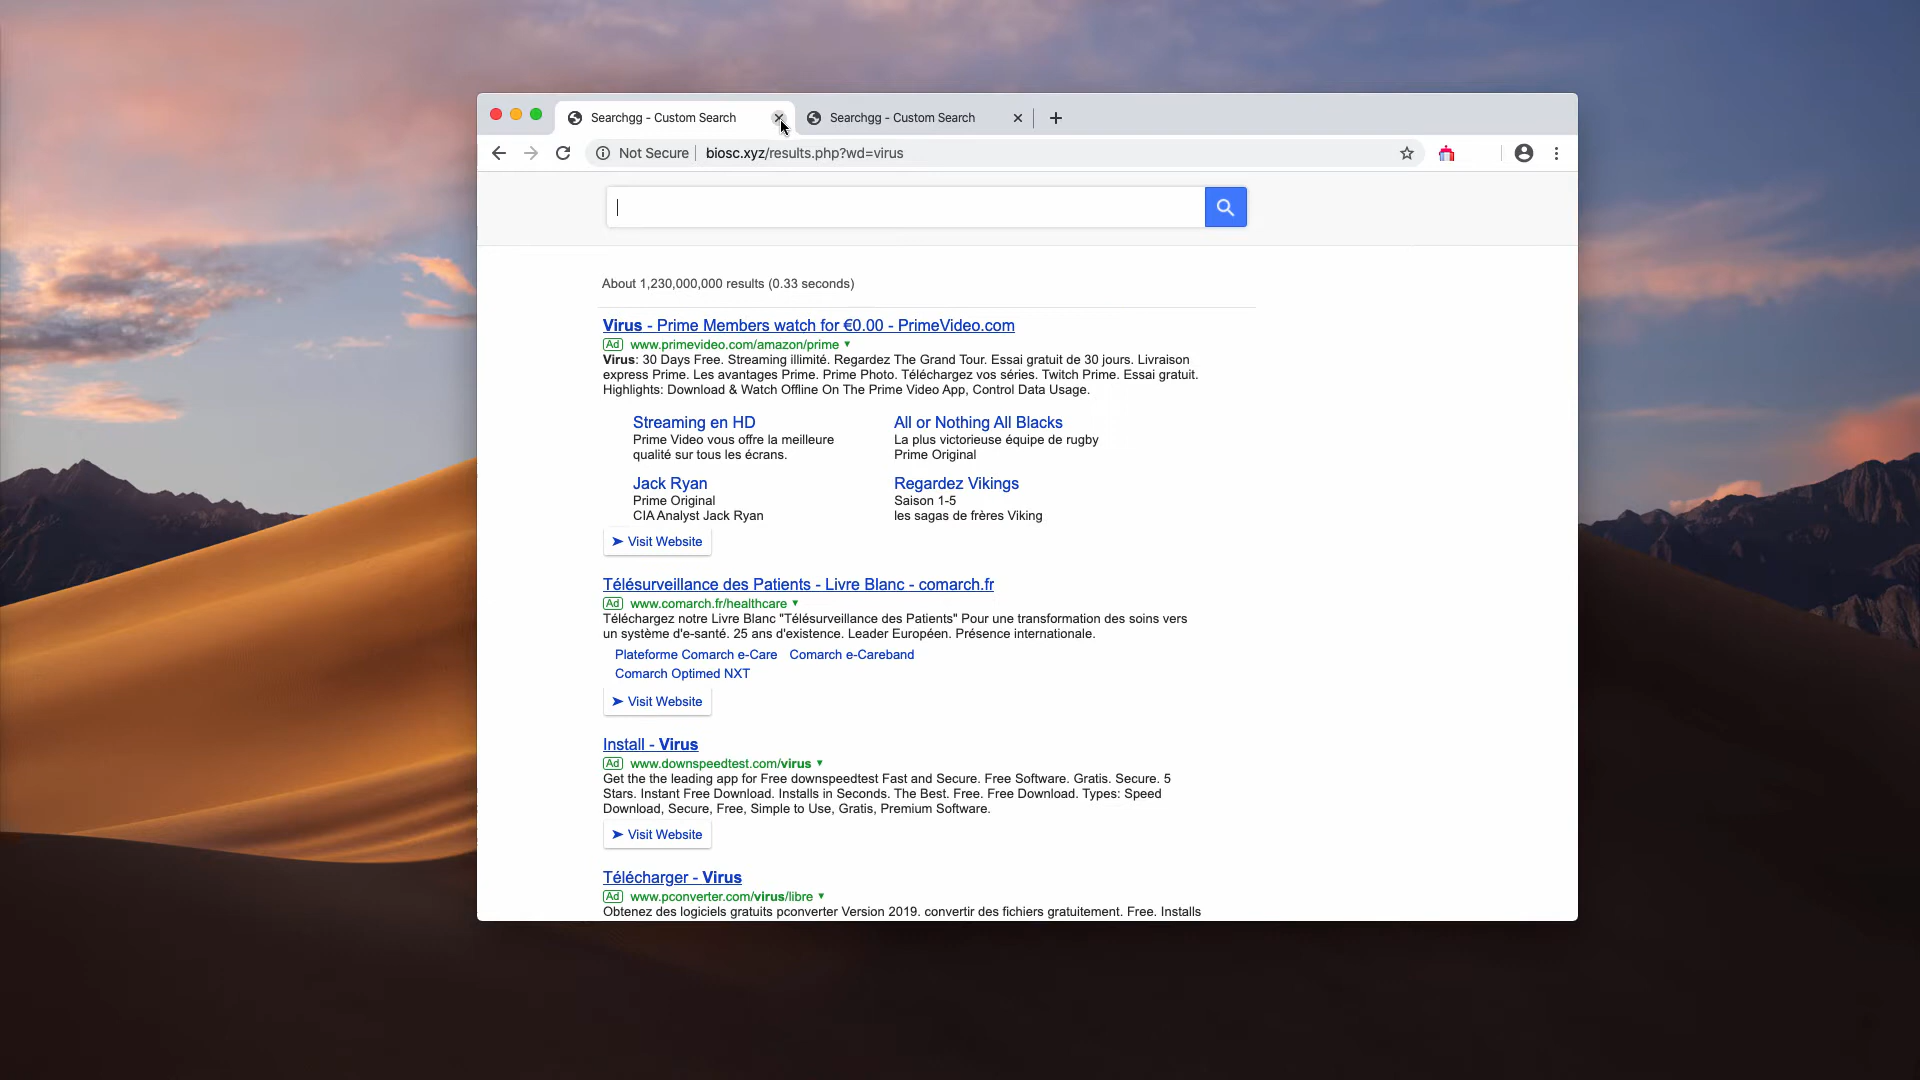 Searchgg - Custom Search
Searchgg - Custom Search
Not Secure
biosc.xyz/results.php?wd=virus
About 1,230,000,000 results (0.33 seconds)
Virus - Prime Members watch for €0.00 - PrimeVideo.com
Ad www.primevideo.com/amazon/prime
Virus: 30 Days Free. Streaming illimité. Regardez The Grand Tour. Essai gratuit de 30 jours. Livraison
express Prime. Les avantages Prime. Prime Photo. Téléchargez vos séries. Twitch Prime. Essai gratuit.
Highlights: Download & Watch Offline On The Prime Video App, Control Data Usage.
Streaming en HD
Prime Video vous offre la meilleure
qualité sur tous les écrans.
All or Nothing All Blacks
La plus victorieuse équipe de rugby
Prime Original
Jack Ryan
Prime Original
CIA Analyst Jack Ryan
Regardez Vikings
Saison 1-5
les sagas de frères Viking
Visit Website
Télésurveillance des Patients - Livre Blanc - comarch.fr
Ad www.comarch.fr/healthcare
Téléchargez notre Livre Blanc "Télésurveillance des Patients" Pour une transformation des soins vers
un système d'e-santé. 25 ans d'existence. Leader Européen. Présence internationale.
Plateforme Comarch e-Care Comarch e-Careband
Comarch Optimed NXT
Visit Website
Install - Virus
Ad www.downspeedtest.com/virus
Get the the leading app for Free downspeedtest Fast and Secure. Free Software. Gratis. Secure. 5
Stars. Instant Free Download. Installs in Seconds. The Best. Free. Free Download. Types: Speed
Download, Secure, Free, Simple to Use, Gratis, Premium Software.
Visit Website
Télécharger - Virus
Ad www.pconverter.com/virus/libre
Obtenez des logiciels gratuits pconverter Version 2019. convertir des fichiers gratuitement. Free. Installs